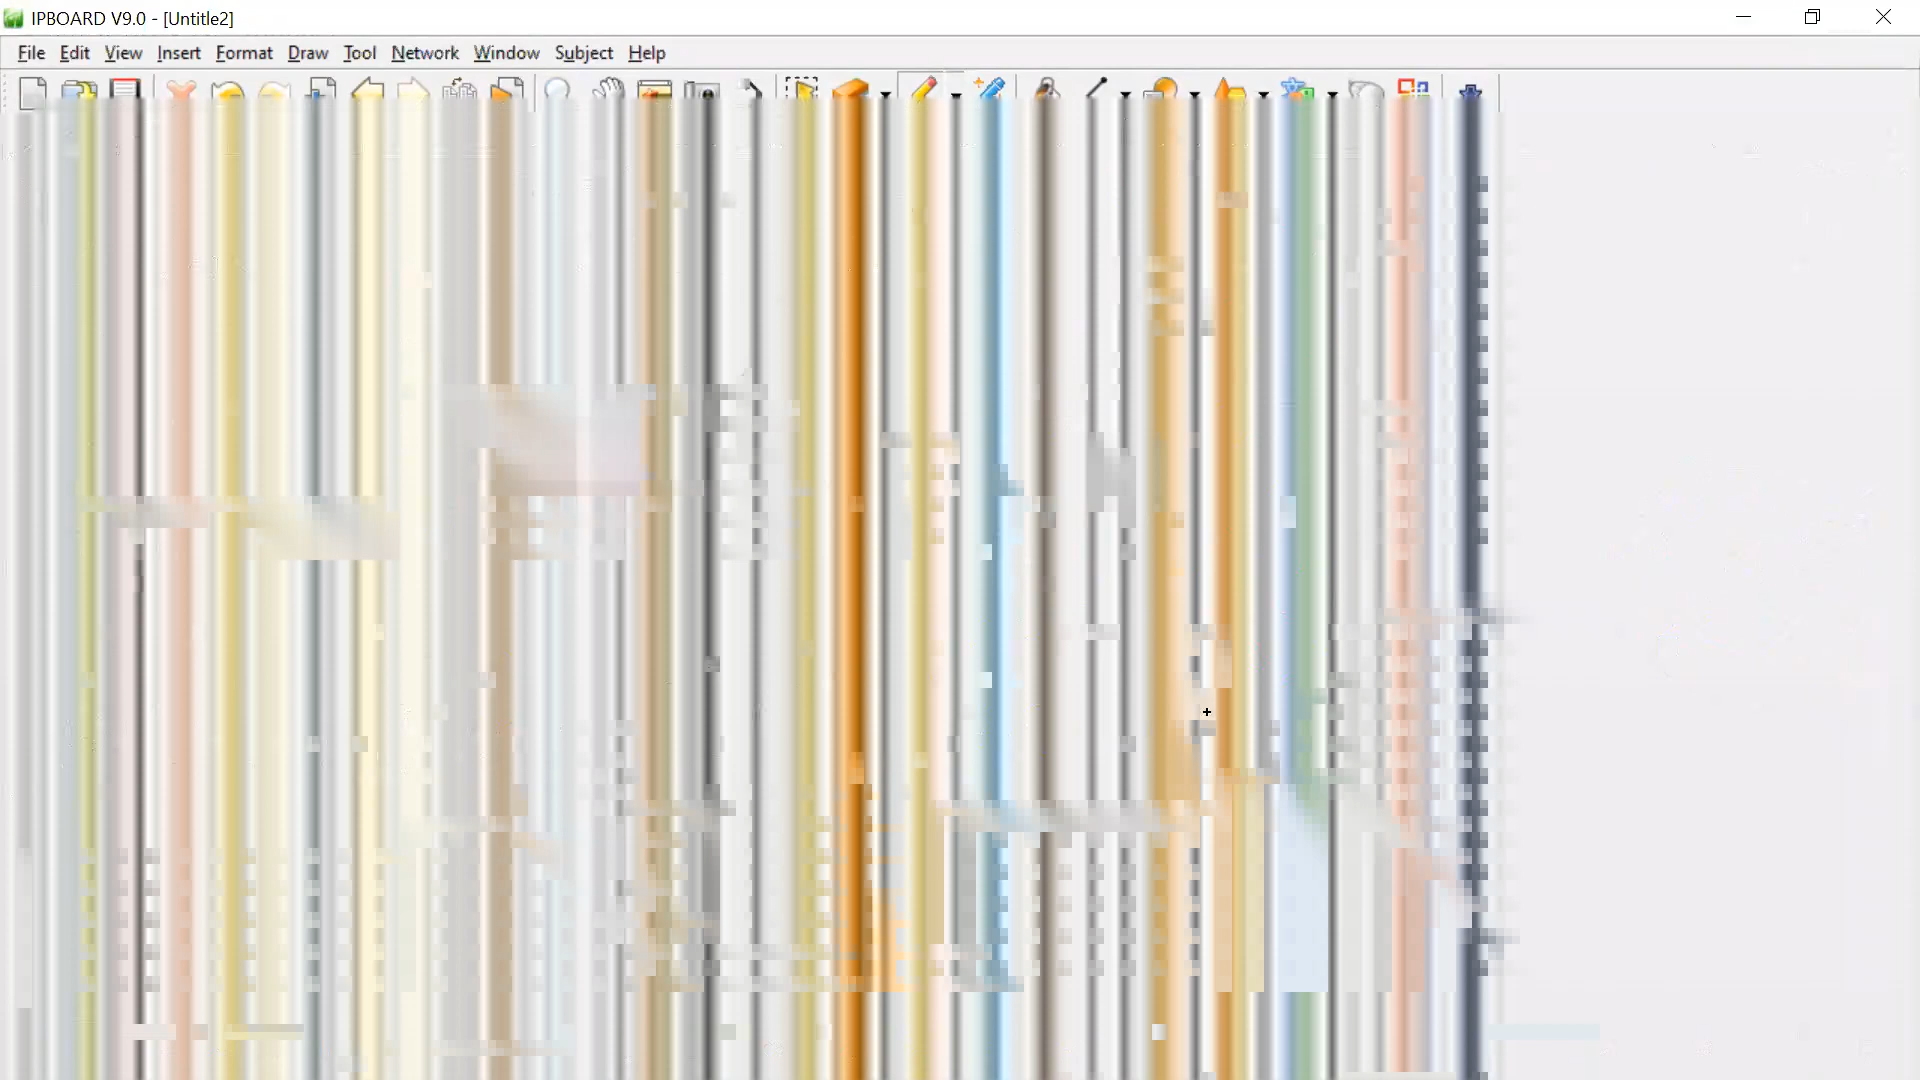 IPBOARD V9.0 - [Untitle2]
File Edit View Insert Format Draw Tool Network Window Subject Help